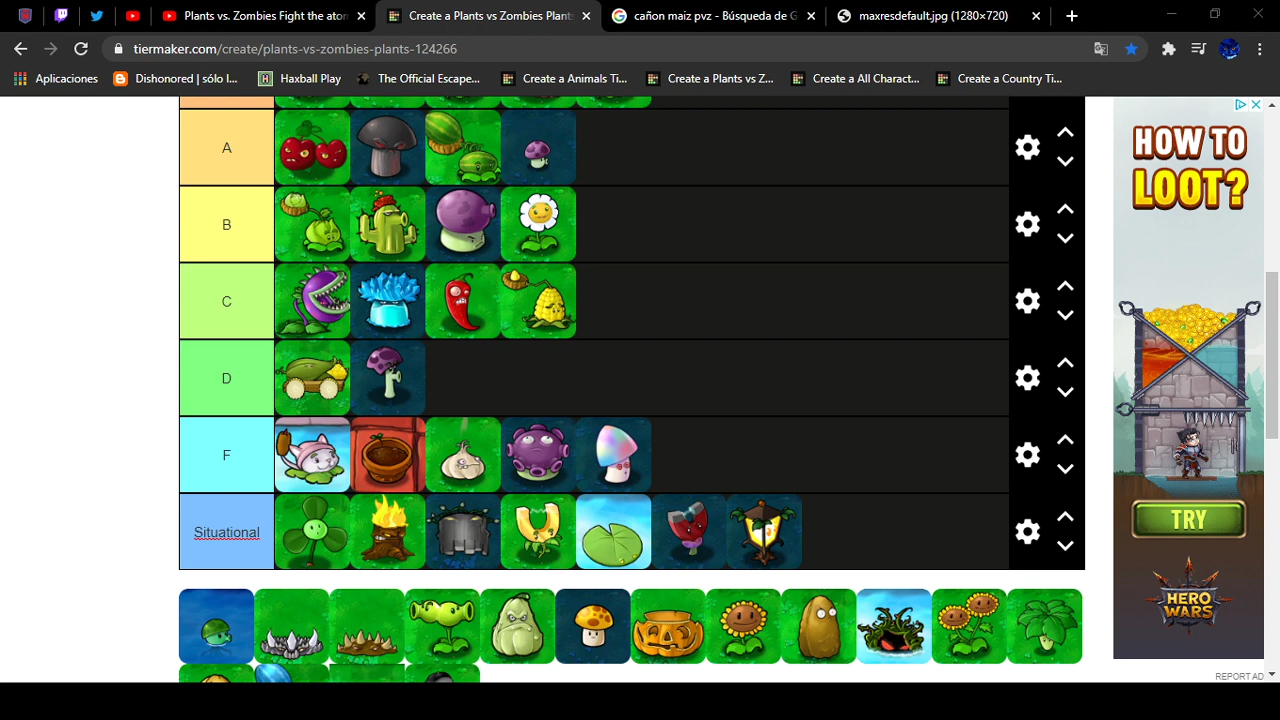 Plants vs. Zombies Fight the aton
Create a Plants vs Zombies Plant
cañon maiz pvz - Búsqueda de G
maxresdefault.jpg (1280×720)
tiermaker.com/create/plants-vs-zombies-plants-124266
Aplicaciones
Dishonored | sólo l...
Haxball Play
The Official Escape...
Create a Animals Ti...
Create a Plants vs Z...
Create a All Charact...
Create a Country Ti...
A
B
C
D
F
Situational
HOW TO
LOOT?
TRY
HERO
WARS
REPORT AD